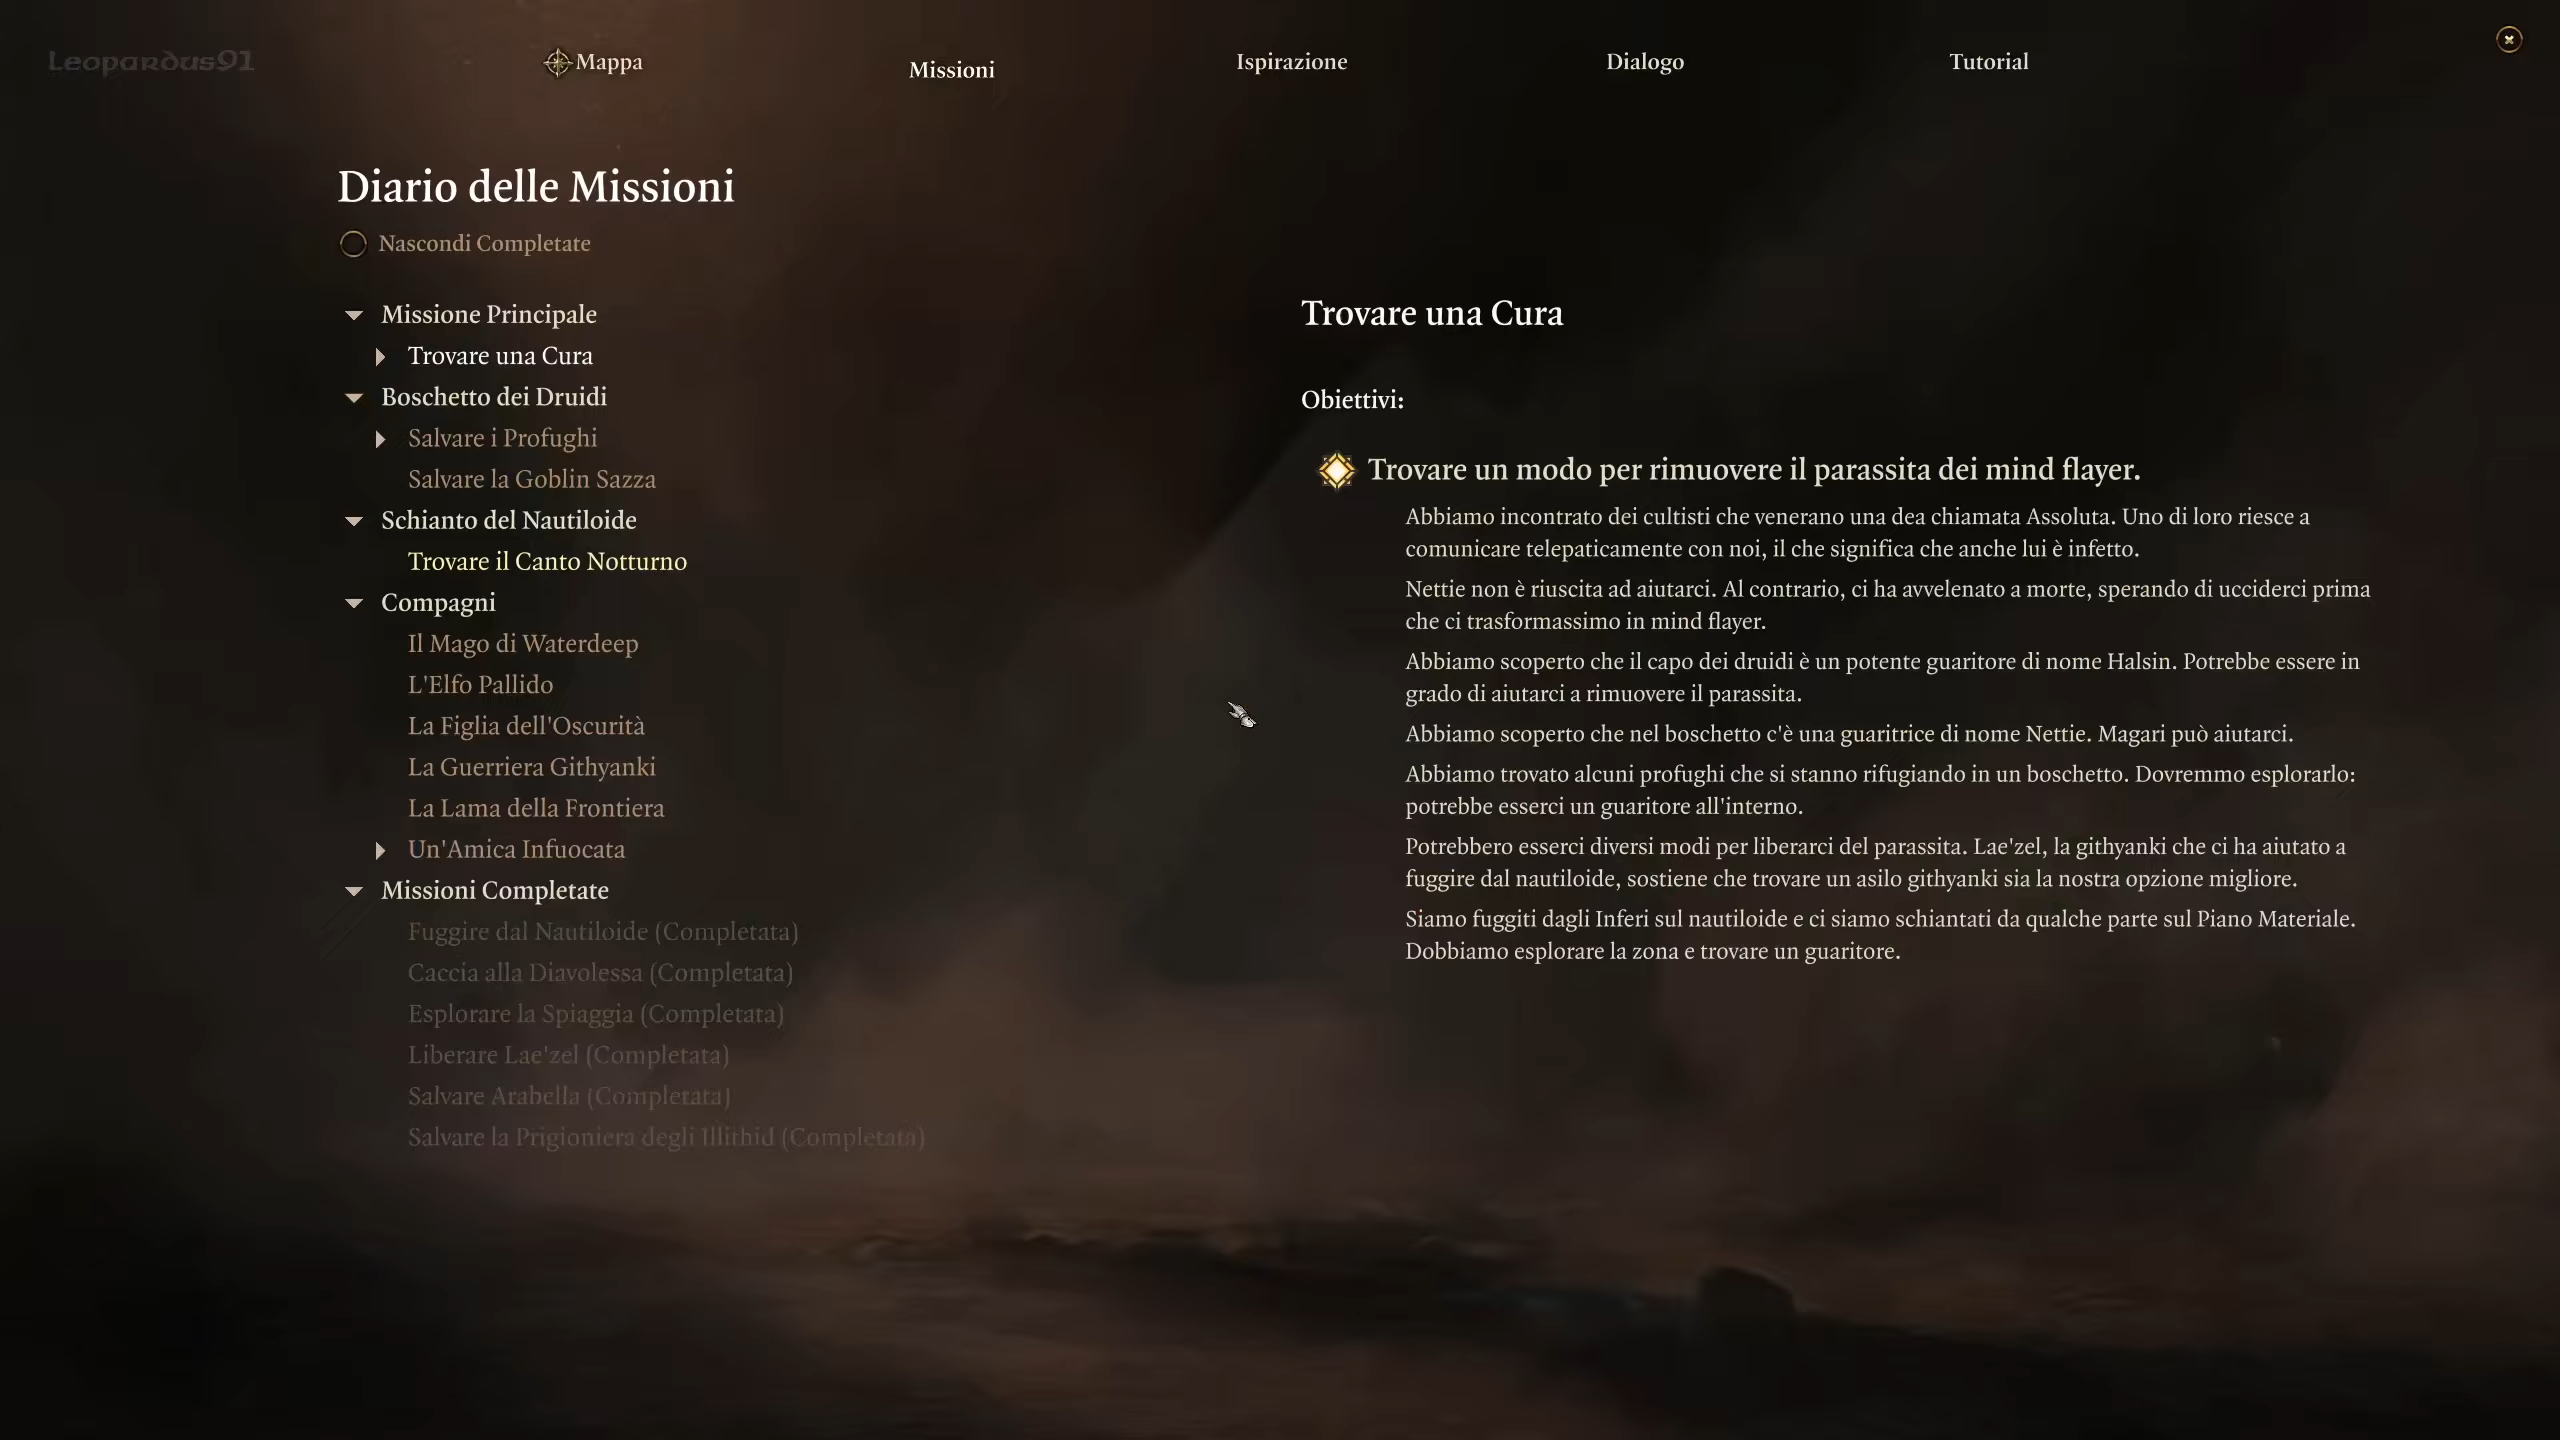 Leopardus91
Mappa
Missioni
Ispirazione
Dialogo
Tutorial
Diario delle Missioni
Nascondi Completate
Missione Principale
Trovare una Cura
Boschetto dei Druidi
Salvare i Profughi
Salvare la Goblin Sazza
Schianto del Nautiloide
Trovare il Canto Notturno
Compagni
Il Mago di Waterdeep
L'Elfo Pallido
La Figlia dell'Oscurità
La Guerriera Githyanki
La Lama della Frontiera
Un'Amica Infuocata
Missioni Completate
Fuggire dal Nautiloide (Completata)
Caccia alla Diavolessa (Completata)
Esplorare la Spiaggia (Completata)
Liberare Lae'zel (Completata)
Salvare Arabella (Completata)
Salvare la Prigioniera degli Illithid (Completata)
Trovare una Cura
Obiettivi:
Trovare un modo per rimuovere il parassita dei mind flayer.
Abbiamo incontrato dei cultisti che venerano una dea chiamata Assoluta. Uno di loro riesce a
comunicare telepaticamente con noi, il che significa che anche lui è infetto.
Nettie non è riuscita ad aiutarci. Al contrario, ci ha avvelenato a morte, sperando di ucciderci prima
che ci trasformassimo in mind flayer.
Abbiamo scoperto che il capo dei druidi è un potente guaritore di nome Halsin. Potrebbe essere in
grado di aiutarci a rimuovere il parassita.
Abbiamo scoperto che nel boschetto c'è una guaritrice di nome Nettie. Magari può aiutarci.
Abbiamo trovato alcuni profughi che si stanno rifugiando in un boschetto. Dovremmo esplorarlo:
potrebbe esserci un guaritore all'interno.
Potrebbero esserci diversi modi per liberarci del parassita. Lae'zel, la githyanki che ci ha aiutato a
fuggire dal nautiloide, sostiene che trovare un asilo githyanki sia la nostra opzione migliore.
Siamo fuggiti dagli Inferi sul nautiloide e ci siamo schiantati da qualche parte sul Piano Materiale.
Dobbiamo esplorare la zona e trovare un guaritore.